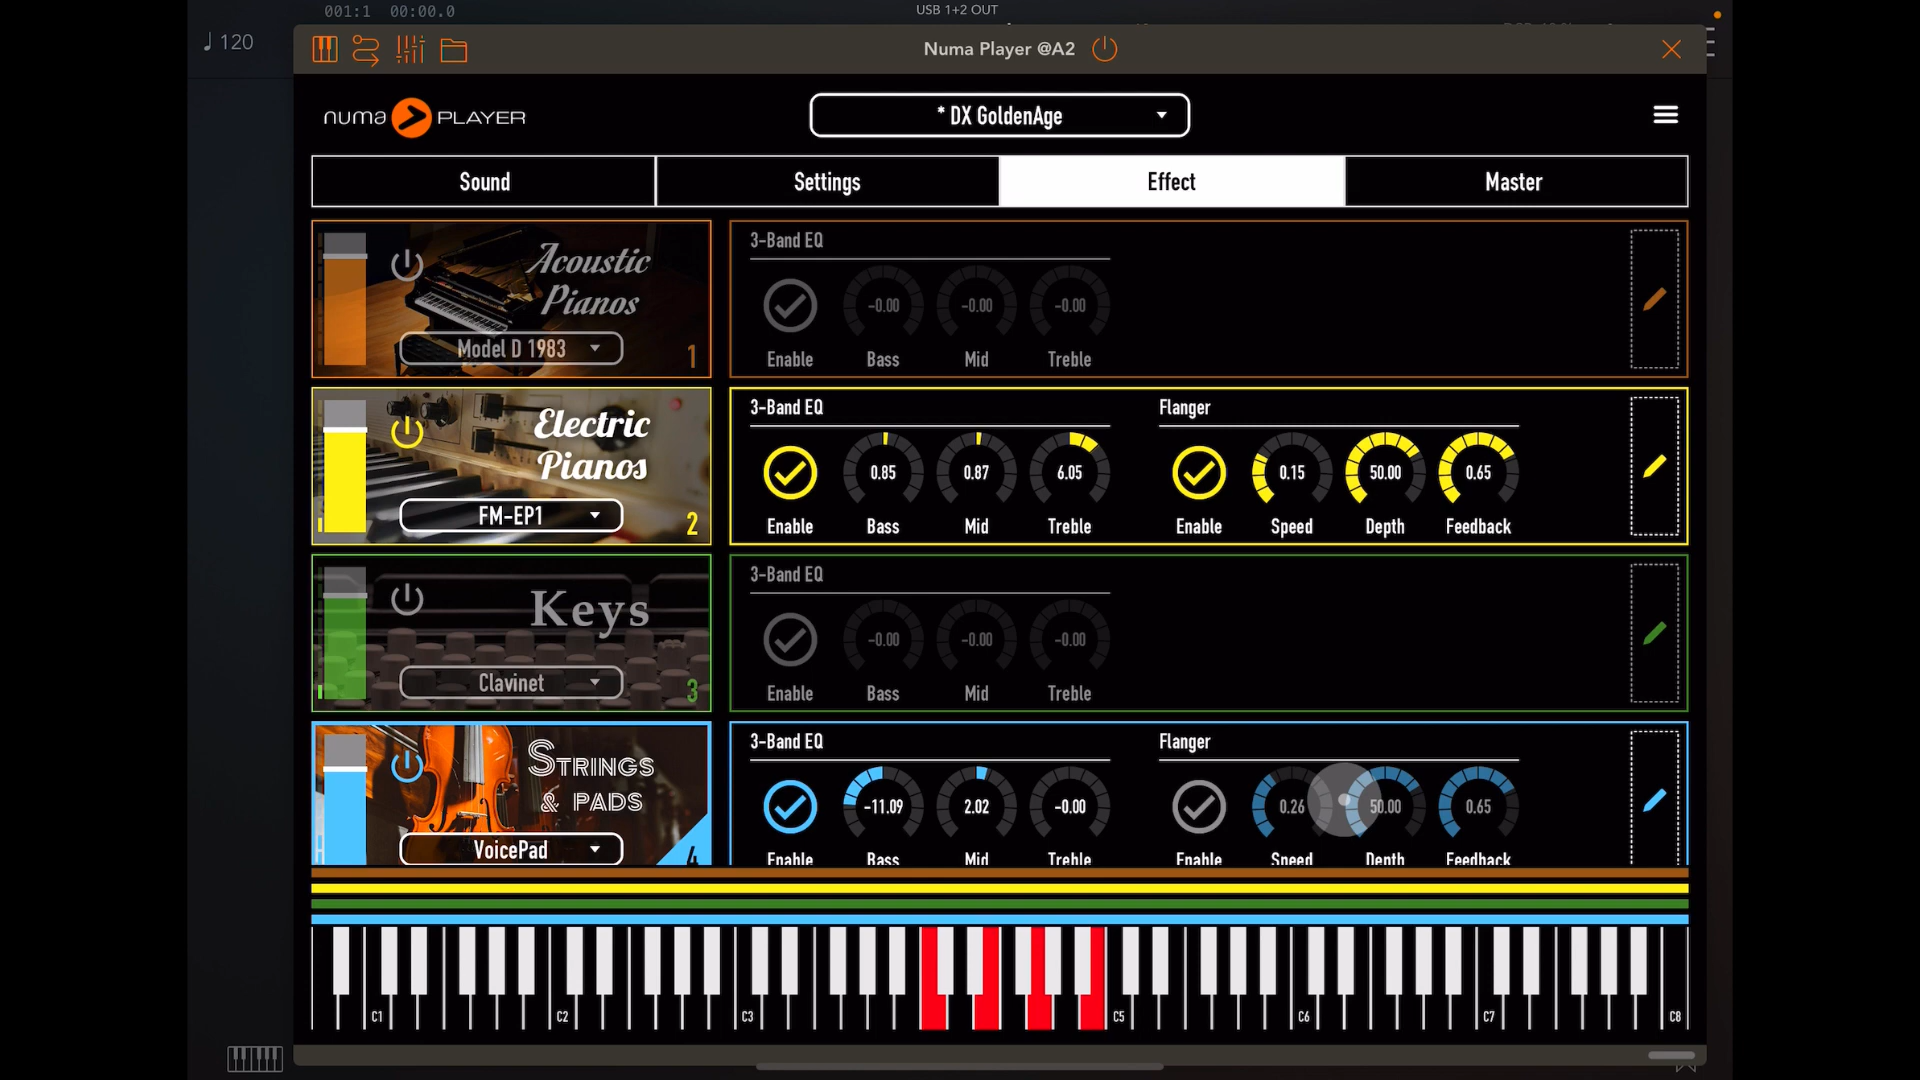 001:1 00:00.0
USB 1+2 OUT
♩ 120
Numa Player @A2
numa PLAYER
* DX GoldenAge
Sound
Settings
Effect
Master
Acoustic
Pianos
Model D 1983
1
3-Band EQ
-0.00
-0.00
-0.00
Enable
Bass
Mid
Treble
Electric
Pianos
FM-EP1
2
3-Band EQ
0.85
0.87
6.05
Enable
Bass
Mid
Treble
Flanger
0.15
50.00
0.65
Enable
Speed
Depth
Feedback
Keys
Clavinet
3
3-Band EQ
-0.00
-0.00
-0.00
Enable
Bass
Mid
Treble
STRINGS
& PADS
VoicePad
4
3-Band EQ
-11.09
2.02
-0.00
Enable
Bass
Mid
Treble
Flanger
0.26
50.00
0.65
Enable
Speed
Depth
Feedback
C1
C2
C3
C5
C6
C7
C8